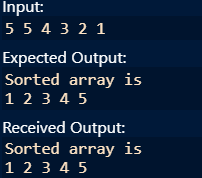 Input:
5 5 4 3 2 1
Expected Output:
Sorted array is
1 2 3 4 5
Received Output:
Sorted array is
1 2 3 4 5